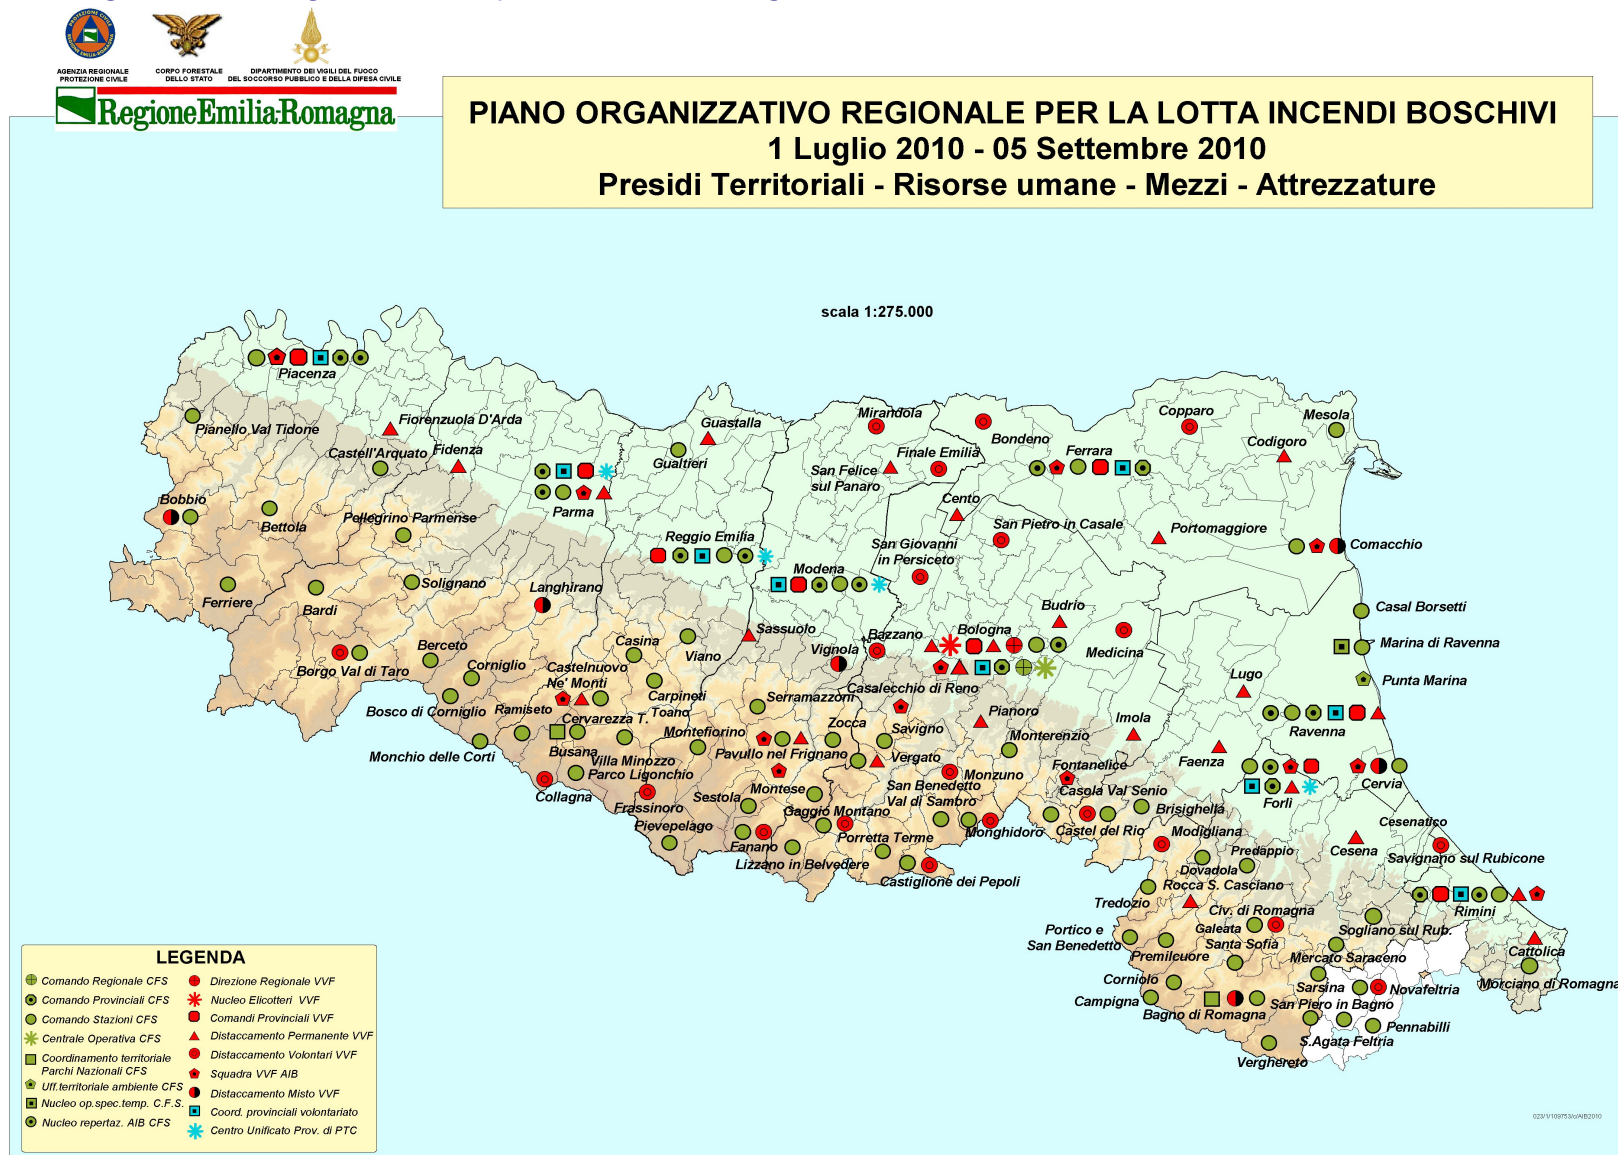 AGENZIA REGIONALE
PROTEZIONE CIVILE
CORPO FORESTALE
DELLO STATO
DIPARTIMENTO DEI VIGILI DEL FUOCO
DEL SOCCORSO PUBBLICO E DELLA DIFESA CIVILE
RegioneEmilia-Romagna
PIANO ORGANIZZATIVO REGIONALE PER LA LOTTA INCENDI BOSCHIVI
1 Luglio 2010 - 05 Settembre 2010
Presidi Territoriali - Risorse umane - Mezzi - Attrezzature
scala 1:275.000
Piacenza
Pianello Val Tidone
Fiorenzuola D'Arda
Castell'Arquato
Fidenza
Guastalla
Gualtieri
Mirandola
Bondeno
Copparo
Mesola
Codigoro
Finale Emilia
San Felice
sul Panaro
Ferrara
Cento
Bobbio
Bettola
Pellegrino Parmense
Parma
Reggio Emilia
San Pietro in Casale
Portomaggiore
San Giovanni
in Persiceto
Comacchio
Modena
Ferriere
Bardi
Solignano
Langhirano
Casal Borsetti
Budrio
Marina di Ravenna
Sassuolo
Bazzano
Bologna
Medicina
Vignola
Casina
Viano
Berceto
Borgo Val di Taro
Corniglio
Castelnuovo
Ne' Monti
Punta Marina
Lugo
Casalecchio di Reno
Carpineti
Serramazzoni
Bosco di Corniglio
Ramiseto
Cervarezza T.
Toano
Pianoro
Imola
Zocca
Savigno
Montefiorino
Ravenna
Monterenzio
Monchio delle Corti
Busana
Villa Minozzo
Pavullo nel Frignano
Vergato
Faenza
Fontanelice
Parco Ligonchio
Monzuno
Collagna
Montese
San Benedetto
Val di Sambro
Casola Val Senio
Cervia
Forlì
Frassinoro
Sestola
Gaggio Montano
Brisighella
Pievepelago
Fanano
Porretta Terme
Monghidoro
Castel del Rio
Modigliana
Cesenatico
Lizzano in Belvedere
Predappio
Cesena
Savignano sul Rubicone
Dovadola
Castiglione dei Pepoli
Rocca S. Casciano
Tredozio
Civ. di Romagna
Rimini
Portico e
San Benedetto
Galeata
Santa Sofia
Sogliano sul Rub.
Premilcuore
Mercato Saraceno
Cattolica
Corniolo
Sarsina
Novafeltria
Morciano di Romagna
Campigna
San Piero in Bagno
Bagno di Romagna
Pennabilli
S.Agata Feltria
Verghereto
LEGENDA
Comando Regionale CFS
Comando Provinciali CFS
Comando Stazioni CFS
Centrale Operativa CFS
Coordinamento territoriale
Parchi Nazionali CFS
Uff.territoriale ambiente CFS
Nucleo op.spec.temp. C.F.S.
Nucleo repertaz. AIB CFS
Direzione Regionale VVF
Nucleo Elicotteri VVF
Comandi Provinciali VVF
Distaccamento Permanente VVF
Distaccamento Volontari VVF
Squadra VVF AIB
Distaccamento Misto VVF
Coord. provinciali volontariato
Centro Unificato Prov. di PTC